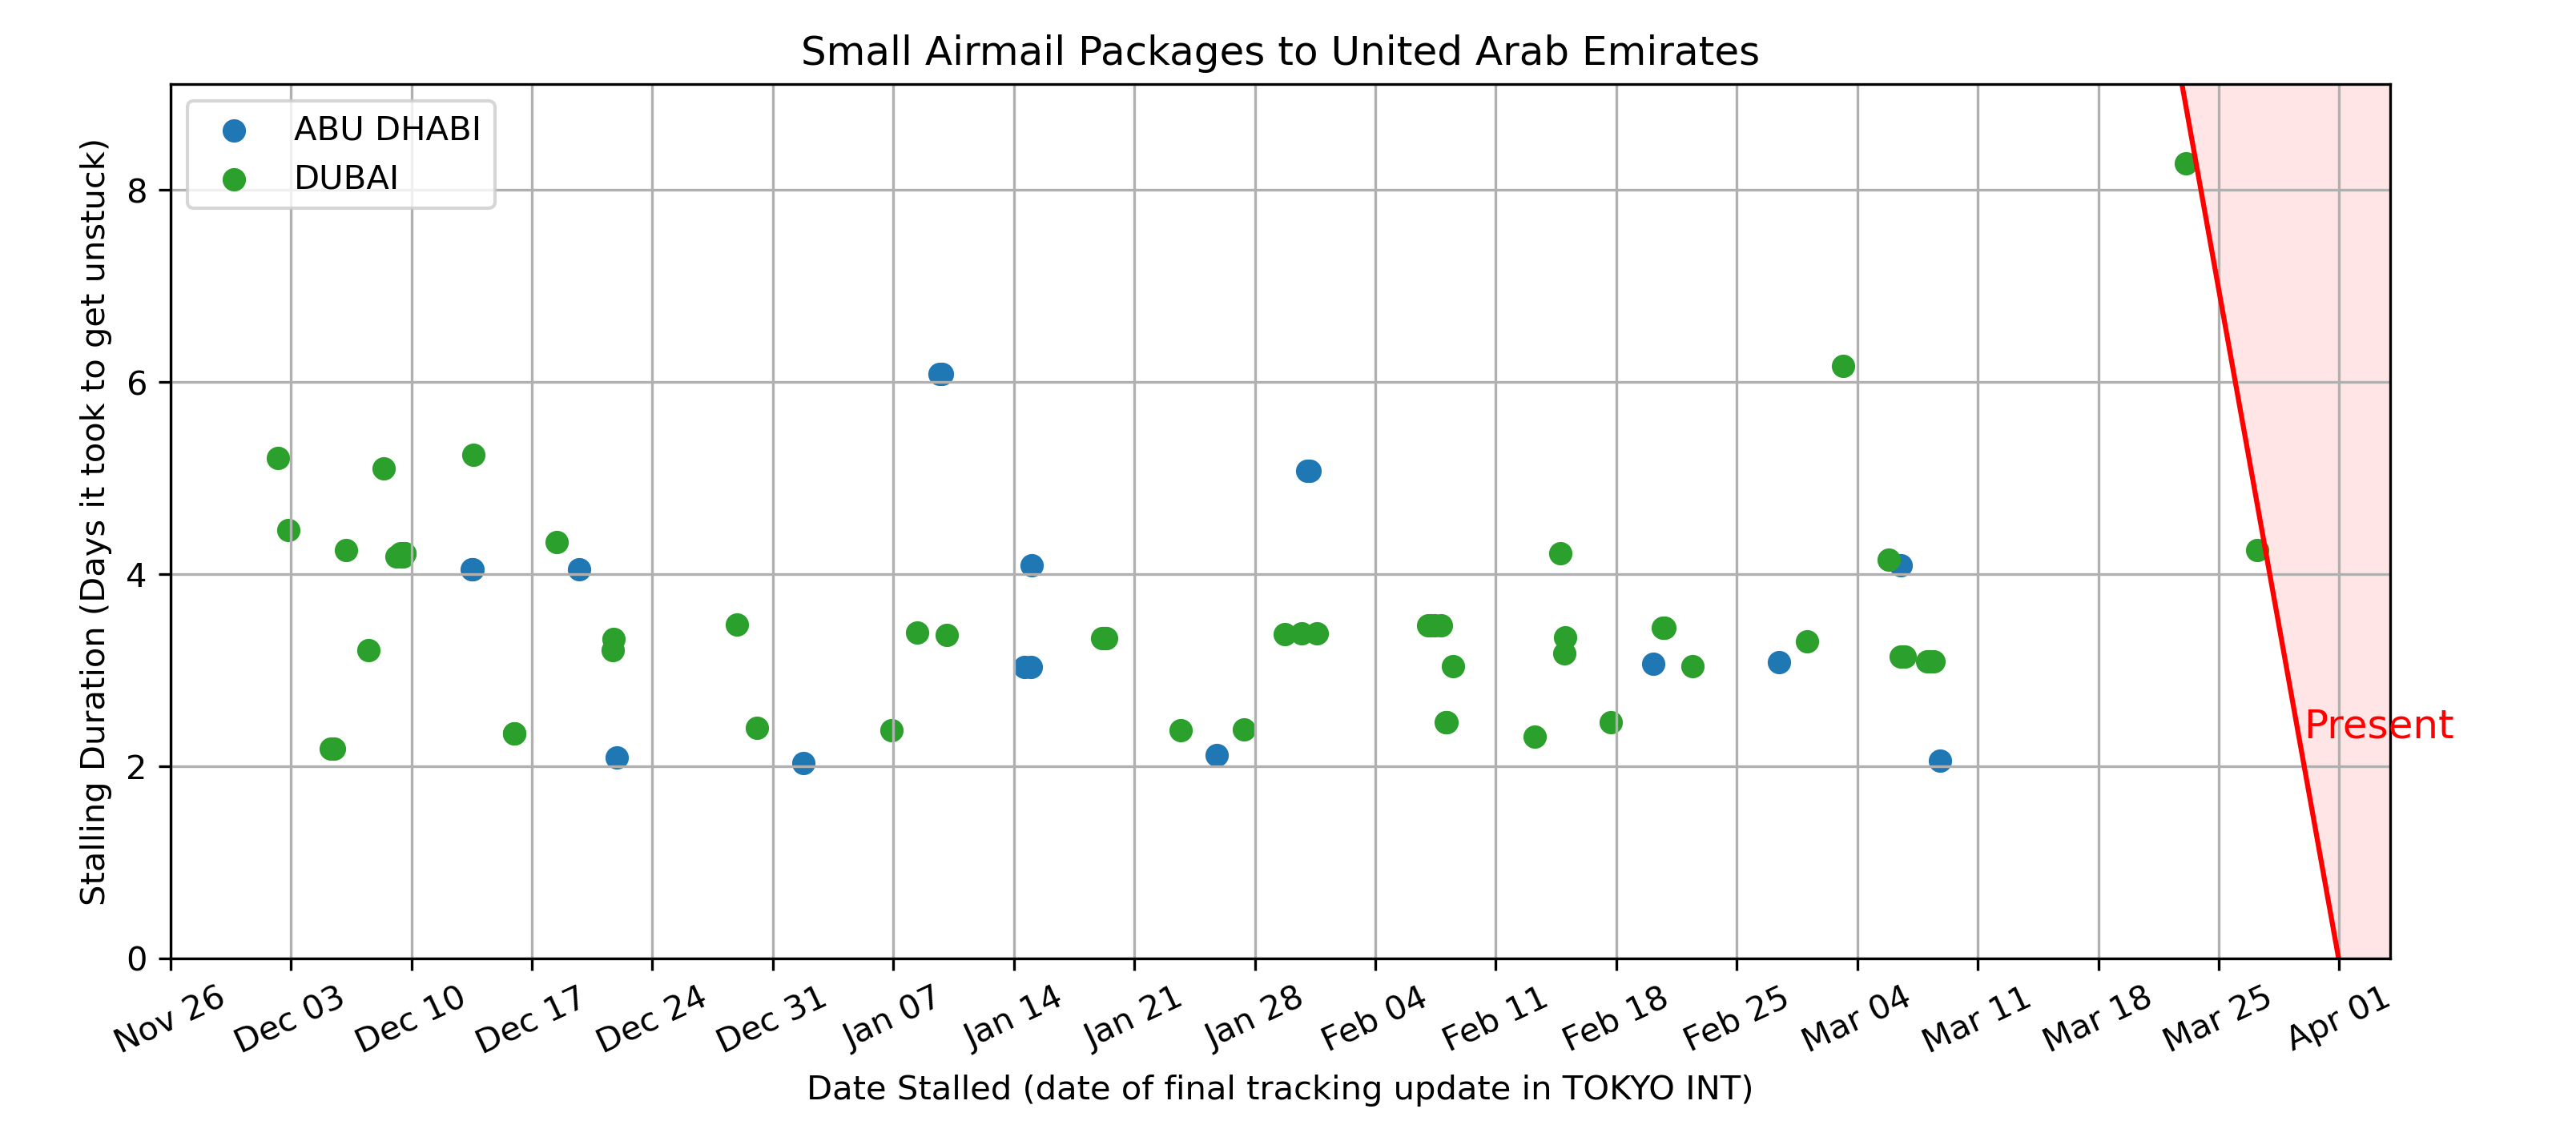 Small Airmail Packages to United Arab Emirates
ABU DHABI
DUBAI
Stalling Duration (Days it took to get unstuck)
8
6
4
2
0
Present
Nov 26
Dec 03
Dec 10
Dec 17
Dec 24
Dec 31
Jan 07
Jan 14
Jan 21
Jan 28
Feb 04
Feb 11
Feb 18
Feb 25
Mar 04
Mar 11
Mar 18
Mar 25
Apr 01
Date Stalled (date of final tracking update in TOKYO INT)